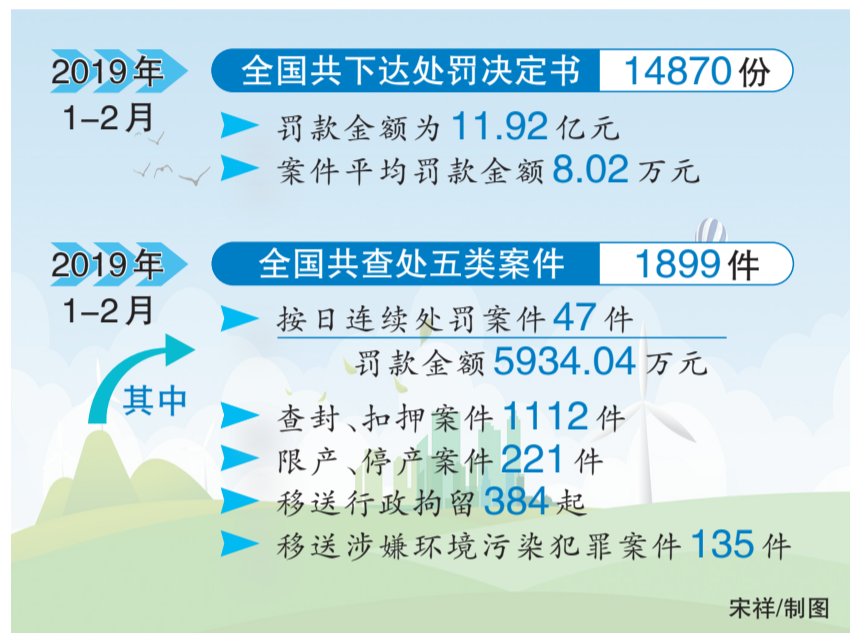 2019年
1-2月
全国共下达处罚决定书 14870份
罚款金额为11.92亿元
案件平均罚款金额8.02万元
2019年
1-2月
全国共查处五类案件 1899件
其中
按日连续处罚案件47件
罚款金额5934.04万元
查封、扣押案件1112件
限产、停产案件221件
移送行政拘留384起
移送涉嫌环境污染犯罪案件135件
宋祥/制图